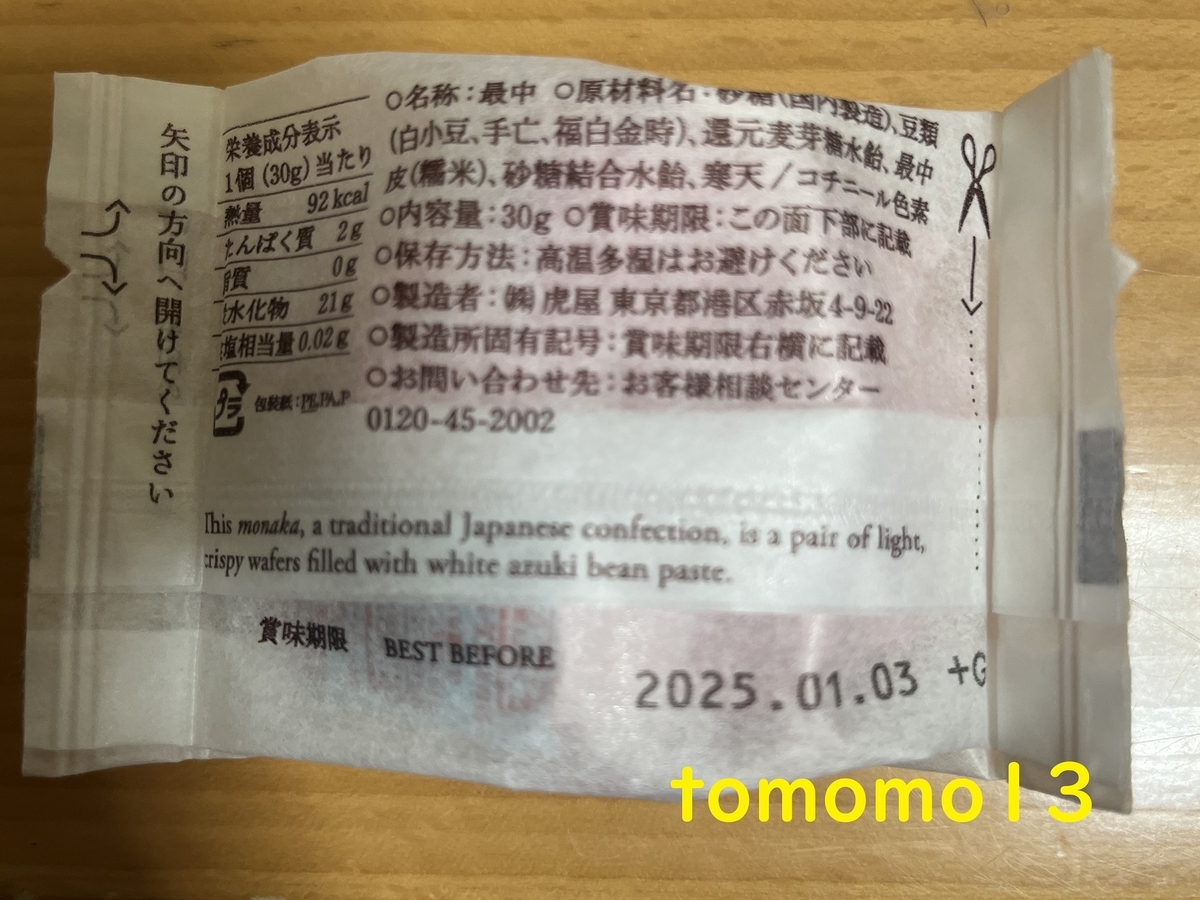 矢印の方向へ開けてください
栄養成分表示
1個(30g)当たり
熱量 92kcal
たんぱく質 2g
質 0g
水化物 21g
塩相当量 0.02g
プラ
包装紙:PE,PA,P
○名称:最中 ○原材料名:砂糖(国内製造)、豆類
(白小豆、手亡、福白金時)、還元麦芽糖水飴、最中
皮(糯米)、砂糖結合水飴、寒天/コチニール色素
○内容量:30g ○賞味期限:この面下部に記載
○保存方法:高温多湿はお避けください
○製造者:㈱虎屋 東京都港区赤坂4-9-22
○製造所固有記号:賞味期限右横に記載
○お問い合わせ先:お客様相談センター
0120-45-2002
This monaka, a traditional Japanese confection, is a pair of light,
crispy wafers filled with white azuki bean paste.
賞味期限 BEST BEFORE 2025.01.03 +G
tomomo13